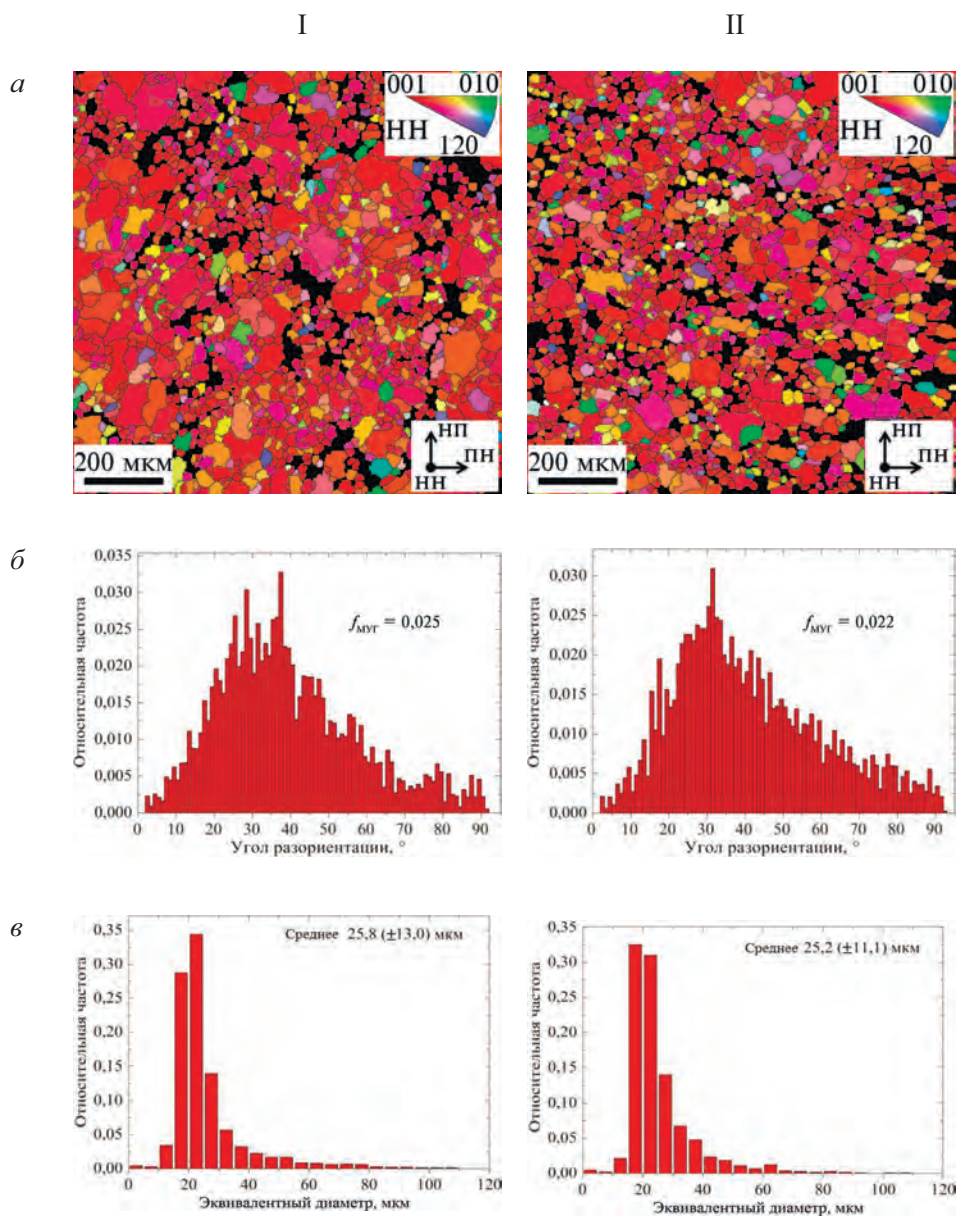 I II
а
001 010
НН
120
001 010
НН
120
200 мкм
НП
ПН
НН
200 мкм
НП
ПН
НН
б
0,035
0,030
0,025
0,020
0,015
0,010
0,005
0,000
Относительная частота
fМУГ = 0,025
0 10 20 30 40 50 60 70 80 90
Угол разориентации, °
0,030
0,025
0,020
0,015
0,010
0,005
0,000
Относительная частота
fМУГ = 0,022
0 10 20 30 40 50 60 70 80 90
Угол разориентации, °
в
0,35
0,30
0,25
0,20
0,15
0,10
0,05
0,00
Относительная частота
Среднее 25,8 (±13,0) мкм
0 20 40 60 80 100 120
Эквивалентный диаметр, мкм
0,35
0,30
0,25
0,20
0,15
0,10
0,05
0,00
Относительная частота
Среднее 25,2 (±11,1) мкм
0 20 40 60 80 100 120
Эквивалентный диаметр, мкм